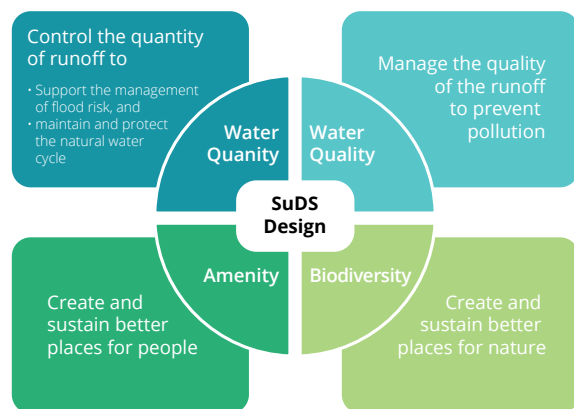 Control the quantity
of runoff to
• Support the management
of flood risk, and
• maintain and protect
the natural water
cycle
Manage the quality
of the runoff
to prevent
pollution
Water
Quanity
Water
Quality
SuDS
Design
Amenity
Biodiversity
Create and
sustain better
places for people
Create and
sustain better
places for nature